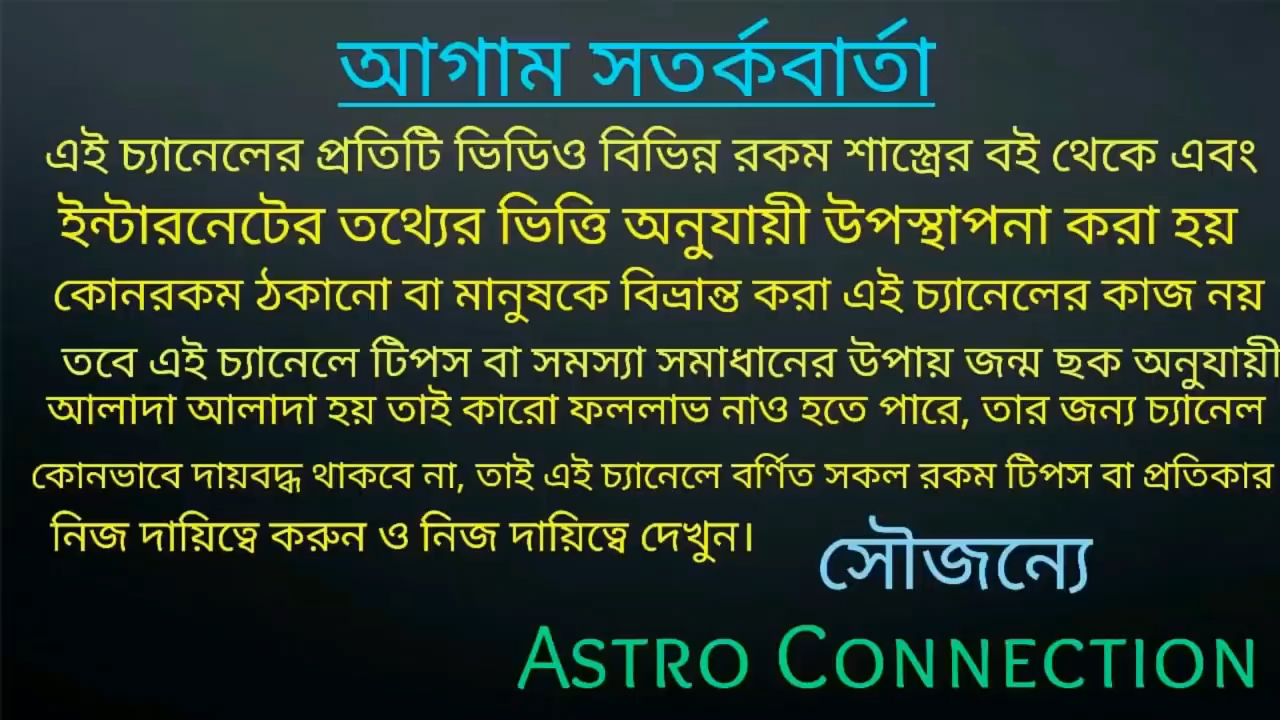 আগাম সতর্কবার্তা
এই চ্যানেলের প্রতিটি ভিডিও বিভিন্ন রকম শাস্ত্রের বই থেকে এবং
ইন্টারনেটের তথ্যের ভিত্তি অনুযায়ী উপস্থাপনা করা হয়
কোনরকম ঠকানো বা মানুষকে বিভ্রান্ত করা এই চ্যানেলের কাজ নয়
তবে এই চ্যানেলে টিপস বা সমস্যা সমাধানের উপায় জন্ম ছক অনুযায়ী
আলাদা আলাদা হয় তাই কারো ফললাভ নাও হতে পারে, তার জন্য চ্যানেল
কোনভাবে দায়বদ্ধ থাকবে না, তাই এই চ্যানেলে বর্ণিত সকল রকম টিপস বা প্রতিকার
নিজ দায়িত্বে করুন ও নিজ দায়িত্বে দেখুন।
সৌজন্যে
ASTRO CONNECTION